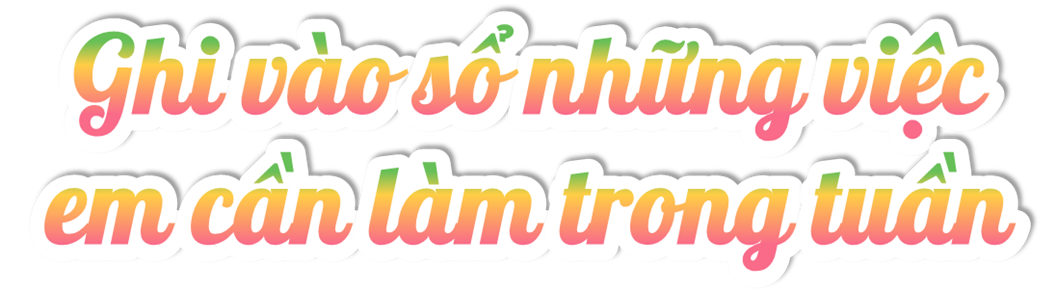 Ghi vào sổ những việc
em cần làm trong tuần